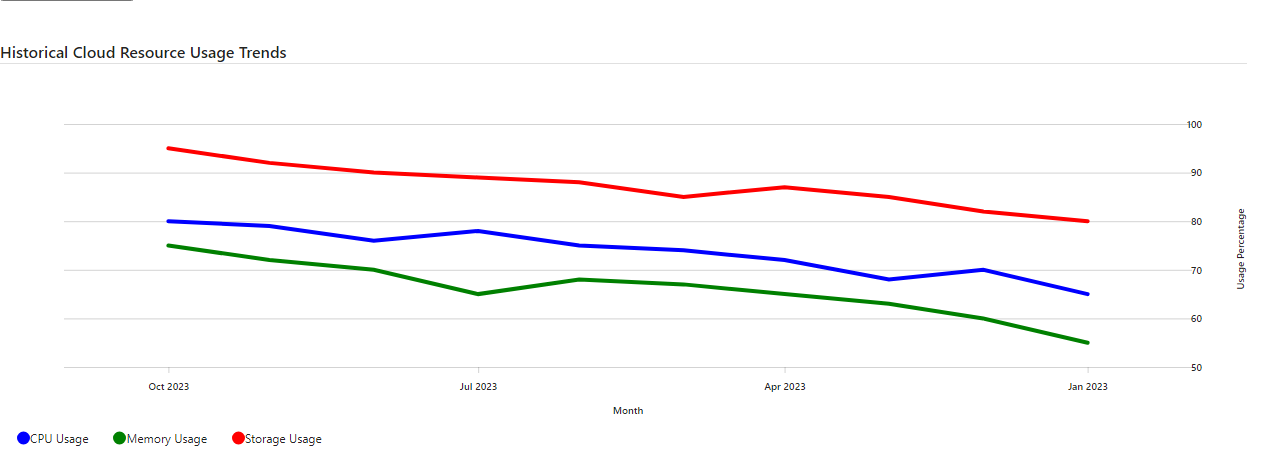 Historical Cloud Resource Usage Trends
100
90
80
70
60
50
Usage Percentage
Oct 2023 Jul 2023 Apr 2023 Jan 2023
Month
CPU Usage Memory Usage Storage Usage